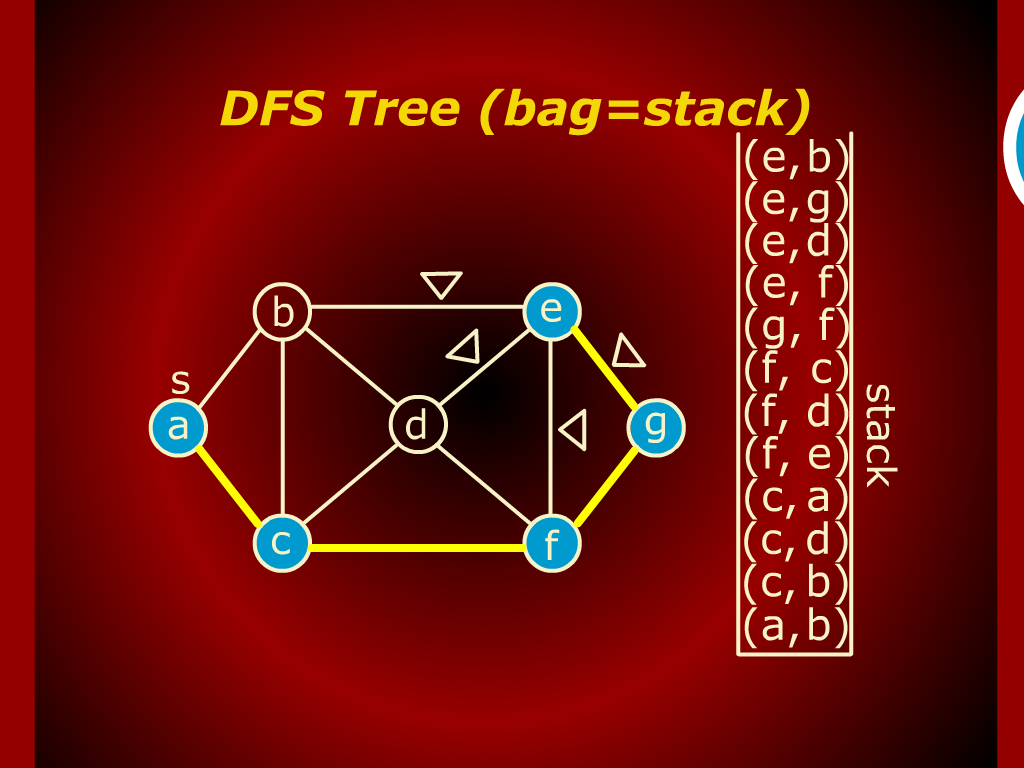 DFS Tree (bag=stack)
(e,b)
(e,g)
(e,d)
(e, f)
(g, f)
(f, c)
(f, d)
(f, e)
(c,a)
(c,d)
(c,b)
(a,b)
stack
b
e
s
a
d
g
c
f